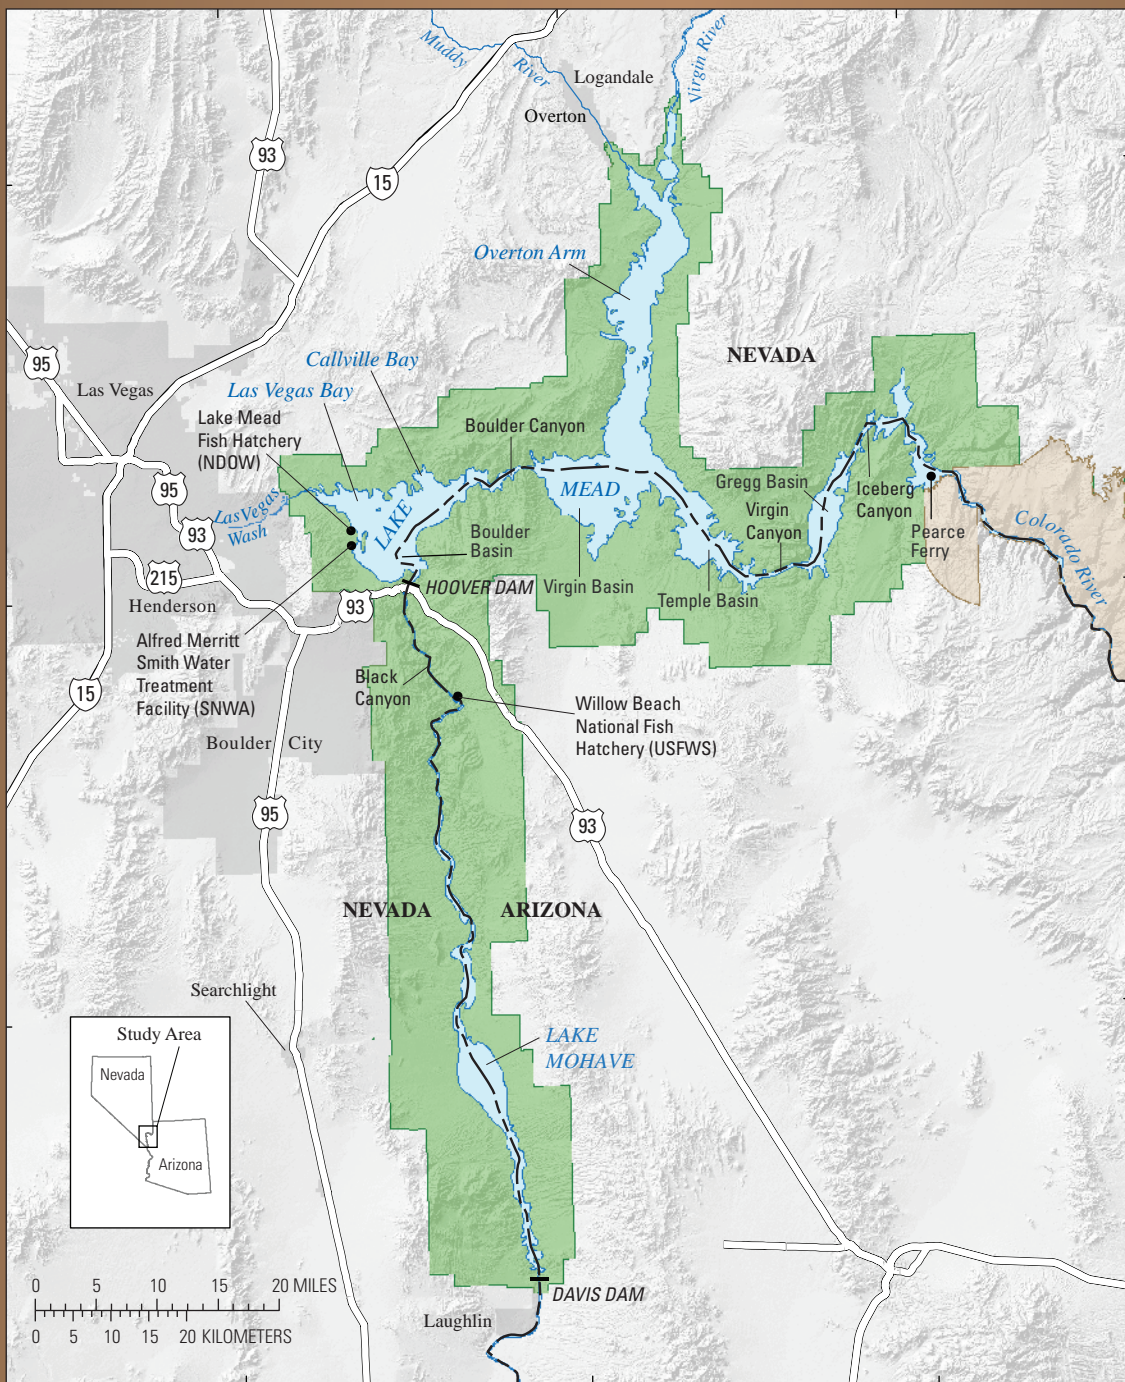 Muddy
River
Virgin River
Logandale
Overton
93
15
Overton Arm
NEVADA
95
Las Vegas
Callville Bay
Las Vegas Bay
Lake Mead
Fish Hatchery
(NDOW)
Boulder Canyon
95
LasVegas
Wash
LAKE
MEAD
Gregg Basin
Virgin
Canyon
Iceberg
Canyon
Pearce
Ferry
Colorado River
93
Boulder
Basin
215
Henderson
93
HOOVER DAM
Virgin Basin
Temple Basin
Alfred Merritt
Smith Water
Treatment
Facility (SNWA)
15
Black
Canyon
Willow Beach
National Fish
Hatchery (USFWS)
Boulder City
95
93
NEVADA
ARIZONA
Searchlight
LAKE
MOHAVE
Study Area
Nevada
Arizona
0 5 10 15 20 MILES
0 5 10 15 20 KILOMETERS
DAVIS DAM
Laughlin